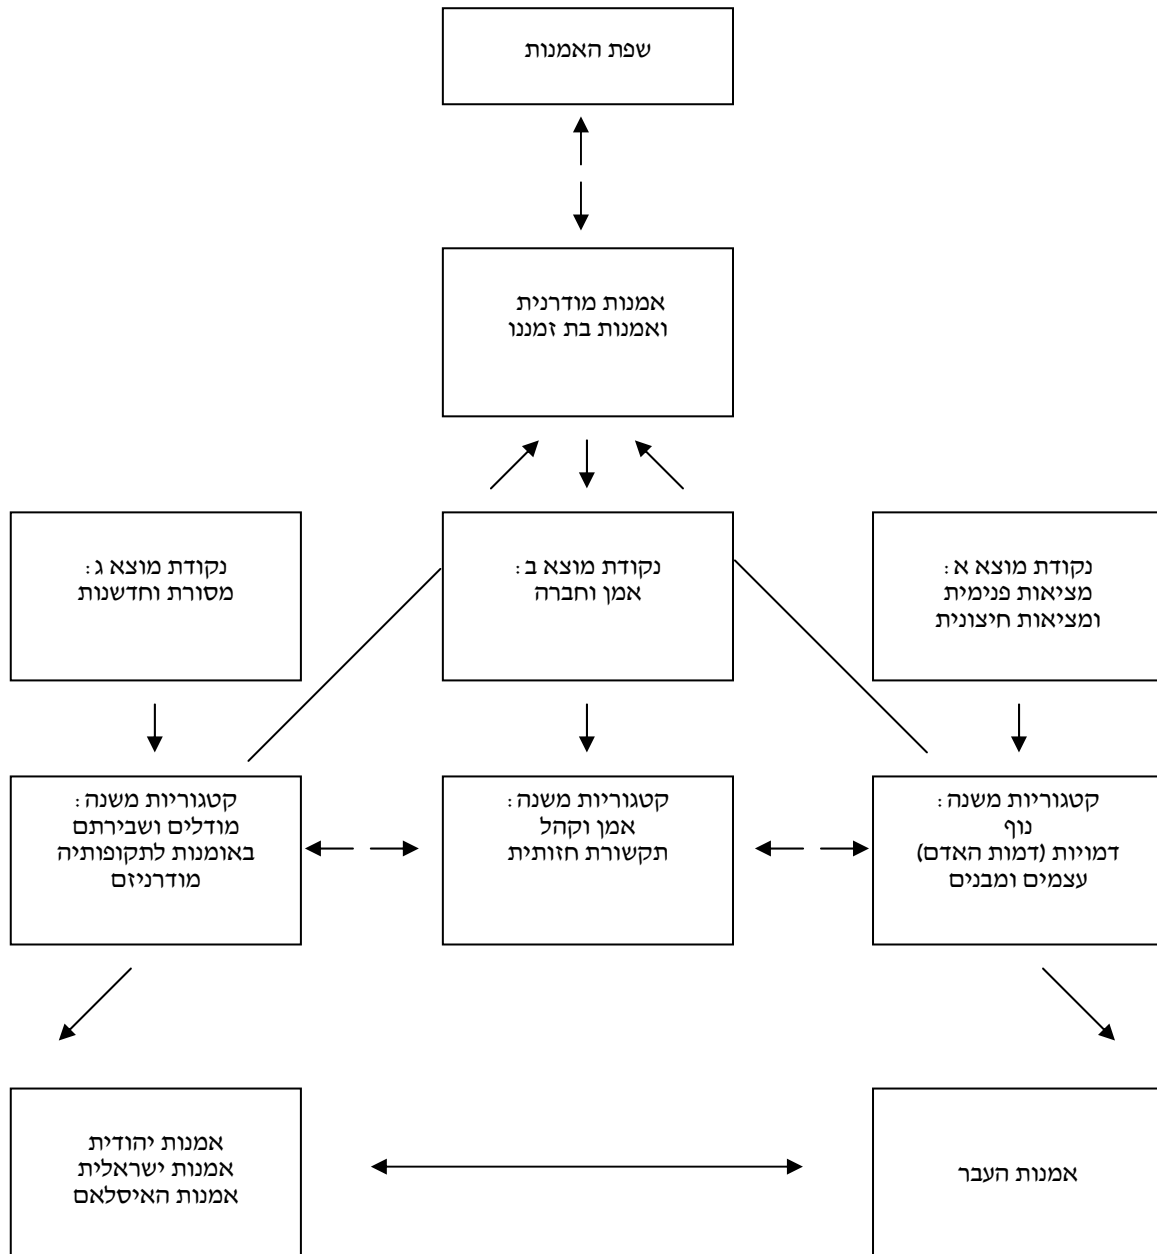 שפת האמנות
אמנות מודרנית
ואמנות בת זמננו
נקודת מוצא א:
מציאות פנימית
ומציאות חיצונית
נקודת מוצא ב:
אמן וחברה
נקודת מוצא ג:
מסורת וחדשנות
קטגוריות משנה:
נוף
דמויות (דמות האדם)
עצמים ומבנים
קטגוריות משנה:
אמן וקהל
תקשורת חזותית
קטגוריות משנה:
מודלים ושבירתם
באומנות לתקופותיה
מודרניזם
אמנות העבר
אמנות יהודית
אמנות ישראלית
אמנות האיסלאם